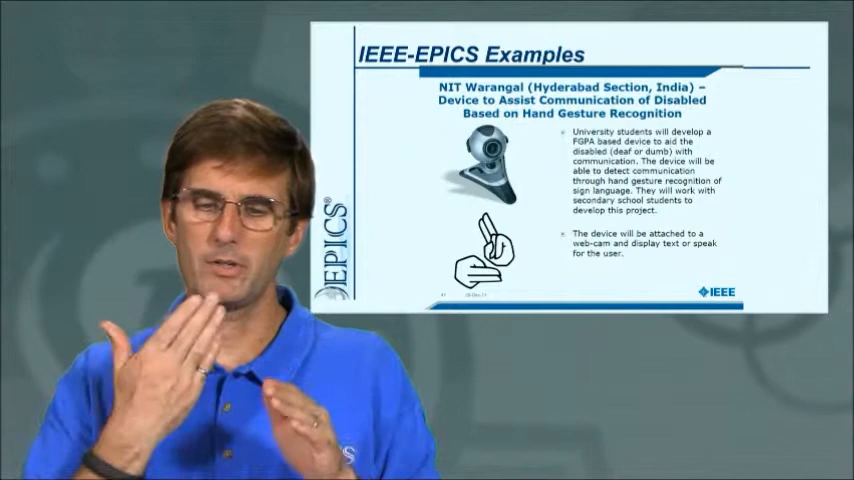 IEEE-EPICS Examples
NIT Warangal (Hyderabad Section, India) –
Device to Assist Communication of Disabled
Based on Hand Gesture Recognition
University students will develop a
FGPA based device to aid the
disabled (deaf or dumb) with
communication. The device will be
able to detect communication
through hand gesture recognition of
sign language. They will work with
secondary school students to
develop this project.
The device will be attached to a
web-cam and display text or speak
for the user.
EPICS®
IEEE